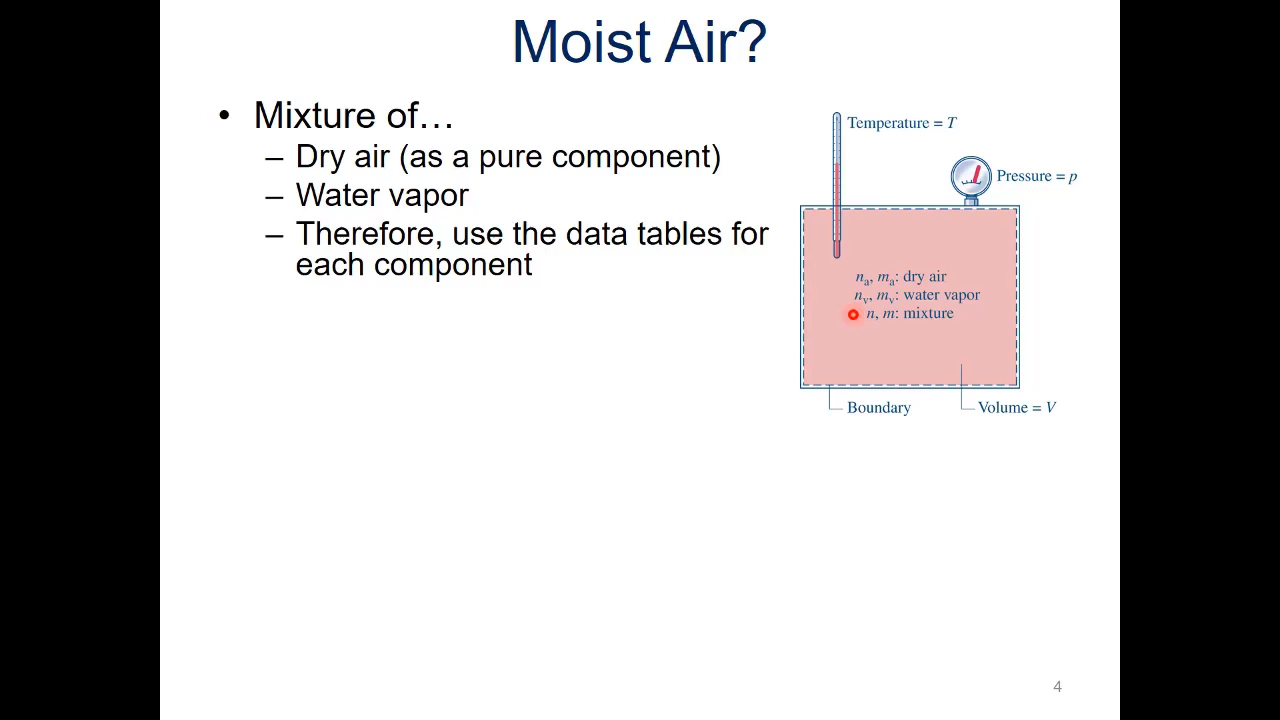 Moist Air?
• Mixture of…
– Dry air (as a pure component)
– Water vapor
– Therefore, use the data tables for
each component
Temperature = T
Pressure = p
nₐ, mₐ: dry air
nᵥ, mᵥ: water vapor
n, m: mixture
Boundary
Volume = V
4